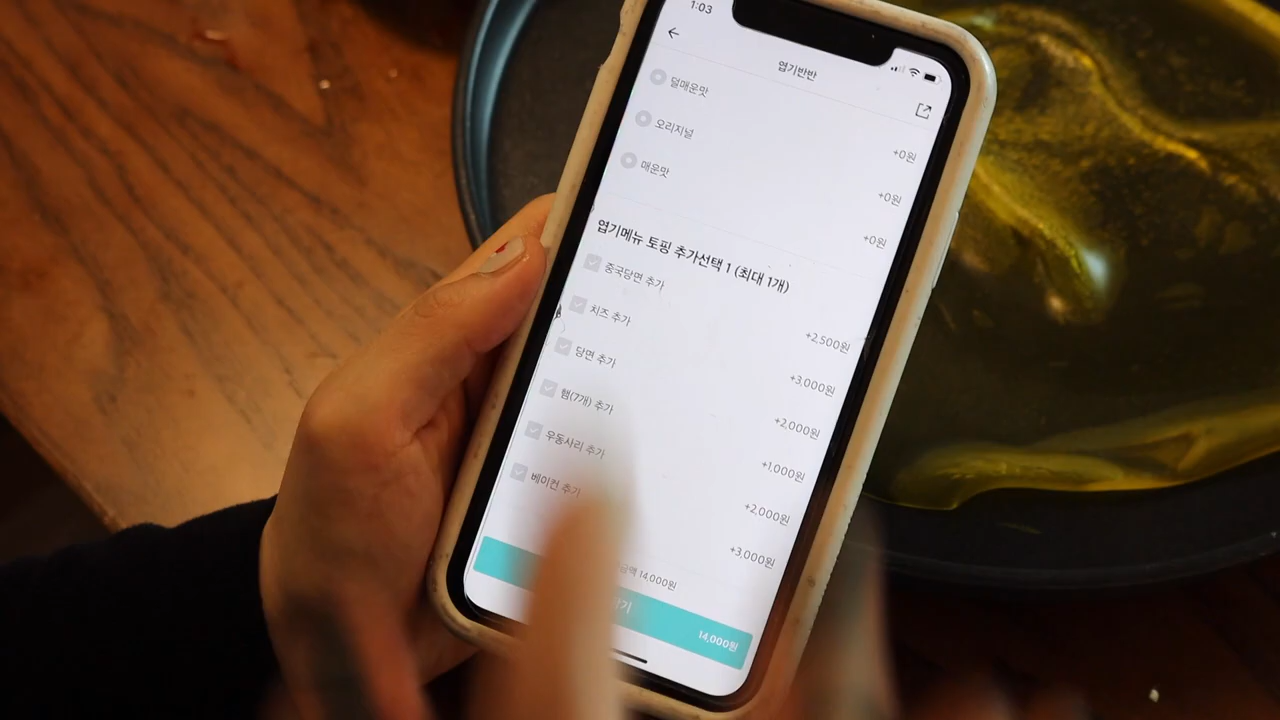 1:03
엽기반반
덜매운맛 +0원
오리지널 +0원
매운맛 +0원
엽기메뉴 토핑 추가선택 1 (최대 1개)
중국당면 추가 +2,500원
치즈 추가 +3,000원
당면 추가 +2,000원
햄(7개) 추가 +1,000원
우동사리 추가 +2,000원
베이컨 추가 +3,000원
금액 14,000원
14,000원